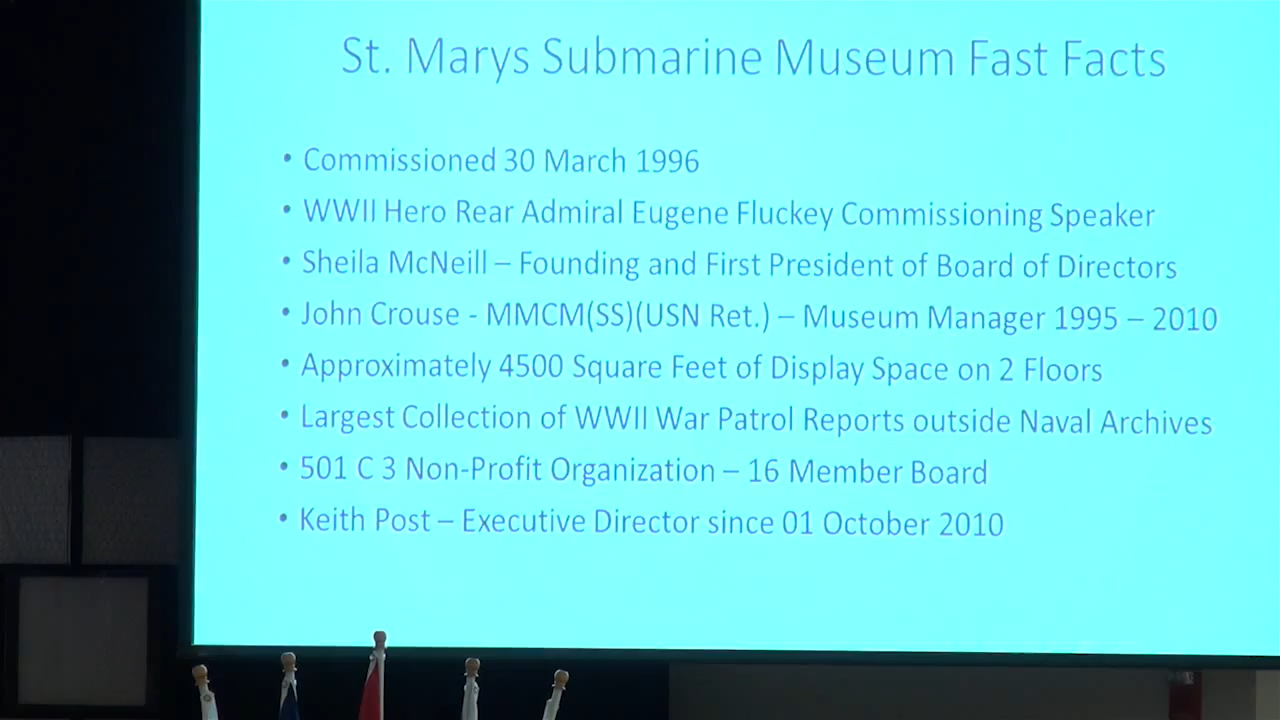 St. Marys Submarine Museum Fast Facts
• Commissioned 30 March 1996
• WWII Hero Rear Admiral Eugene Fluckey Commissioning Speaker
• Sheila McNeill – Founding and First President of Board of Directors
• John Crouse - MMCM(SS)(USN Ret.) – Museum Manager 1995 – 2010
• Approximately 4500 Square Feet of Display Space on 2 Floors
• Largest Collection of WWII War Patrol Reports outside Naval Archives
• 501 C 3 Non-Profit Organization – 16 Member Board
• Keith Post – Executive Director since 01 October 2010